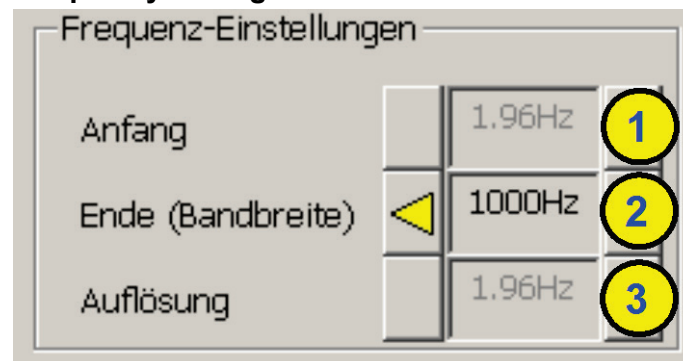 Frequenz-Einstellungen
Anfang 1.96Hz 1
Ende (Bandbreite) 1000Hz 2
Auflösung 1.96Hz 3